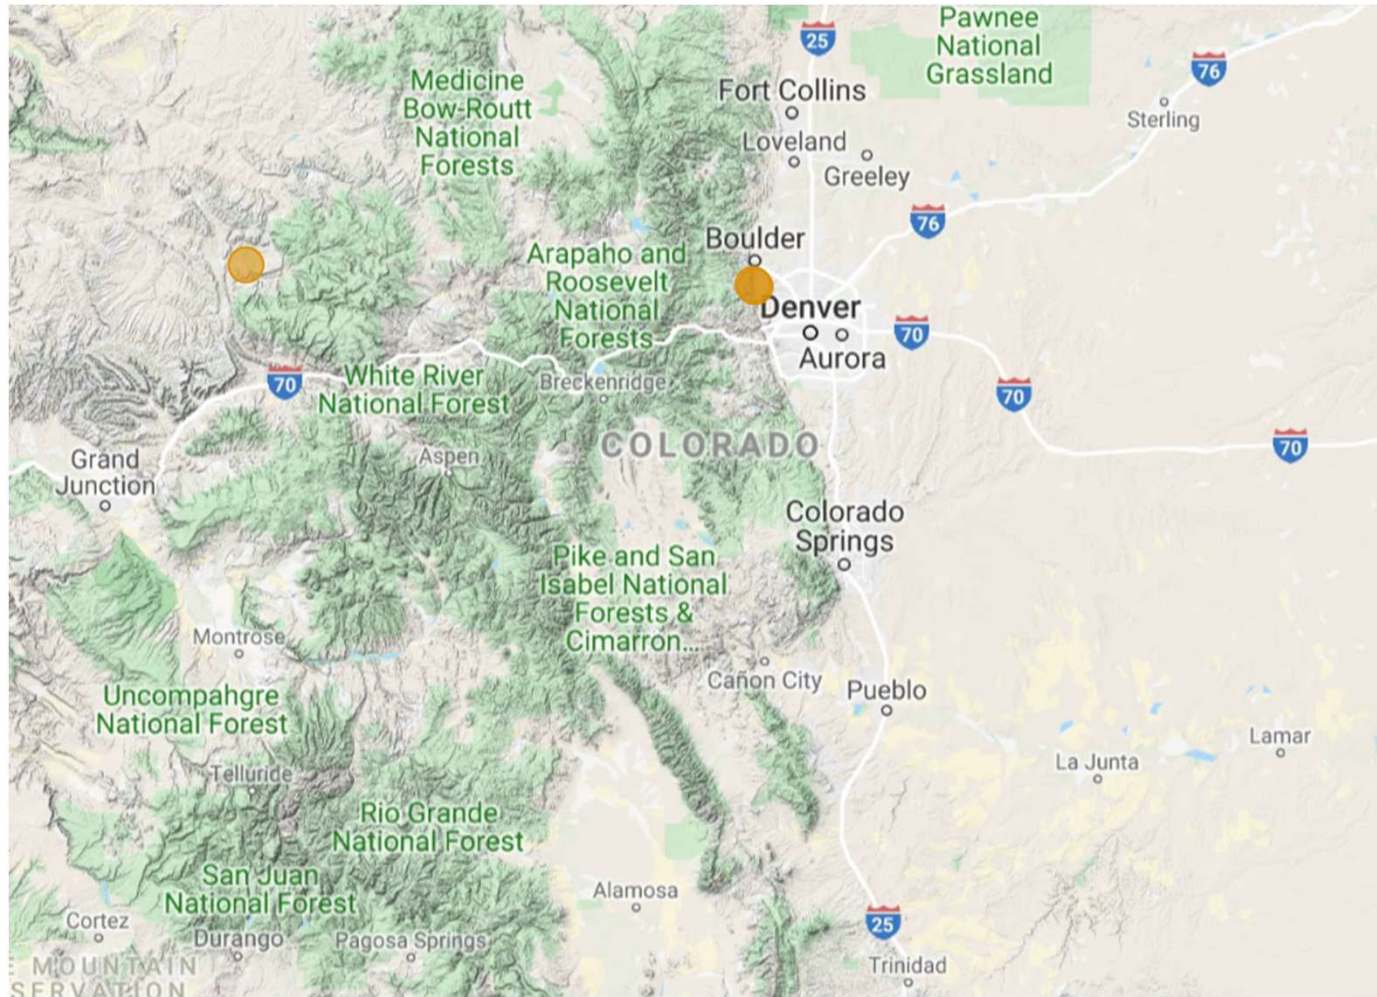 Pawnee
National
Grassland
25
76
Medicine
Bow-Routt
National
Forests
Fort Collins
Sterling
Loveland
Greeley
76
Boulder
Arapaho and
Roosevelt
National
Forests
Denver
70
Aurora
70
White River
National Forest
Breckenridge
70
COLORADO
70
Aspen
Grand
Junction
Colorado
Springs
Pike and San
Isabel National
Forests &
Cimarron...
Montrose
Cañon City
Pueblo
Uncompahgre
National Forest
Lamar
La Junta
Telluride
Rio Grande
National Forest
San Juan
National Forest
Alamosa
Cortez
25
Durango
Pagosa Springs
E MOUNTAIN
SERVATION
Trinidad